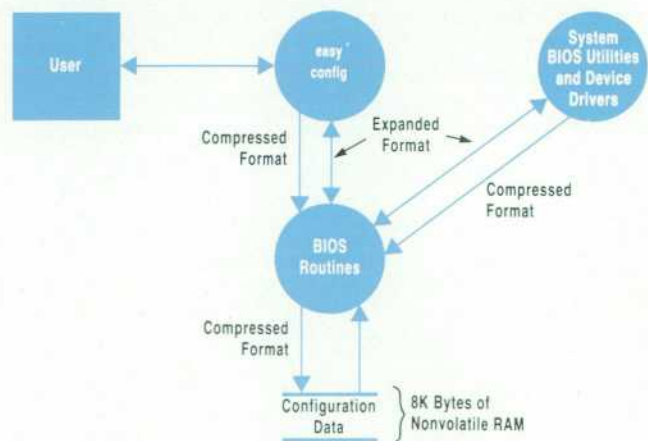 User
easy*
config
System
BIOS Utilities
and Device
Drivers
Compressed
Format
Expanded
Format
Compressed
Format
BIOS
Routines
Compressed
Format
Configuration
Data
8K Bytes of
Nonvolatile RAM